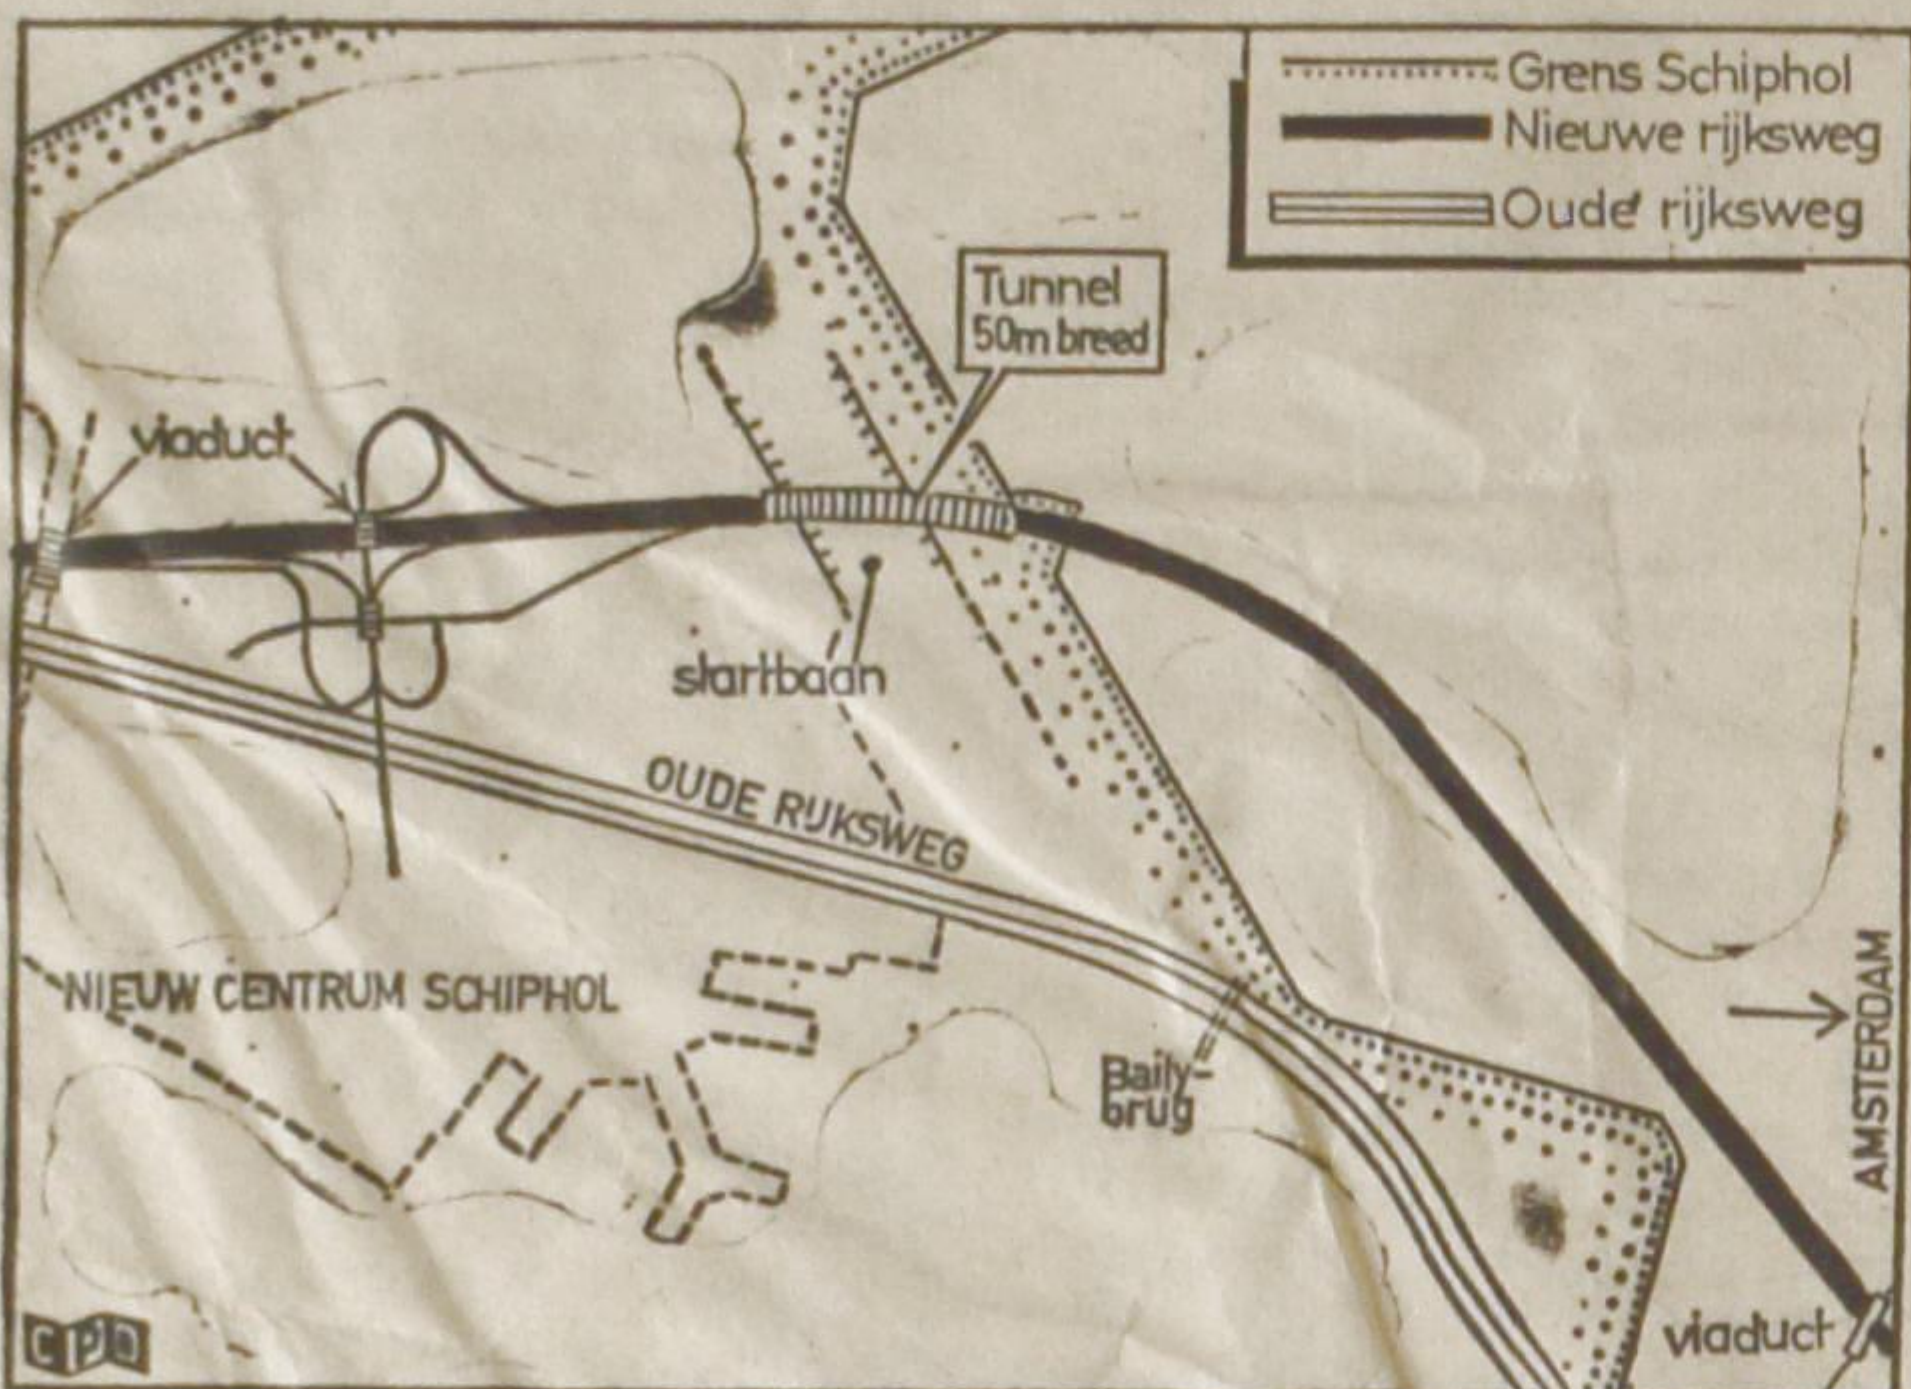 Grens Schiphol
Nieuwe rijksweg
Oude rijksweg
Tunnel
50m breed
viaduct
startbaan
OUDE RIJKSWEG
NIEUW CENTRUM SCHIPHOL
Baily-
brug
AMSTERDAM
viaduct
CPD